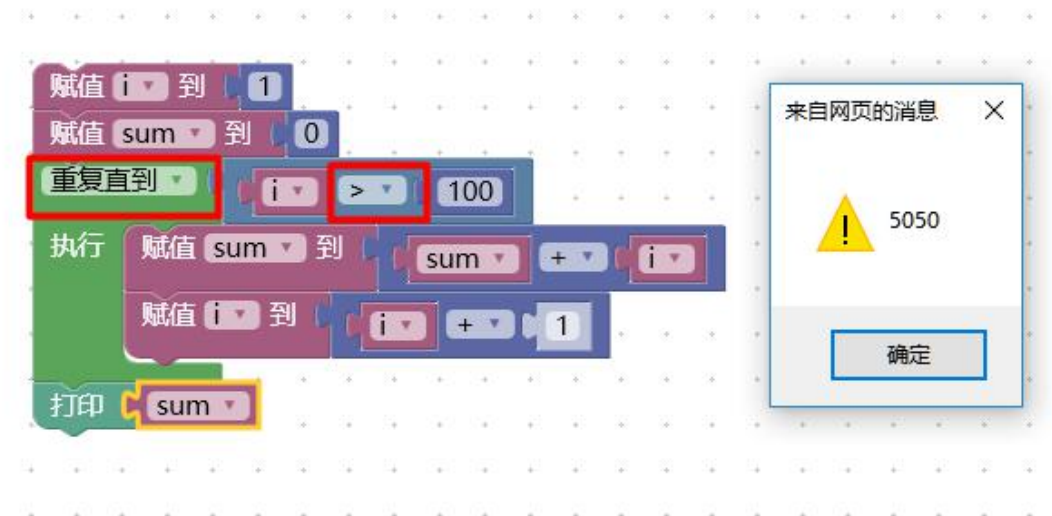 赋值 i 到 1
赋值 sum 到 0
重复直到 i > 100
执行 赋值 sum 到 sum + i
赋值 i 到 i + 1
打印 sum
来自网页的消息
5050
确定